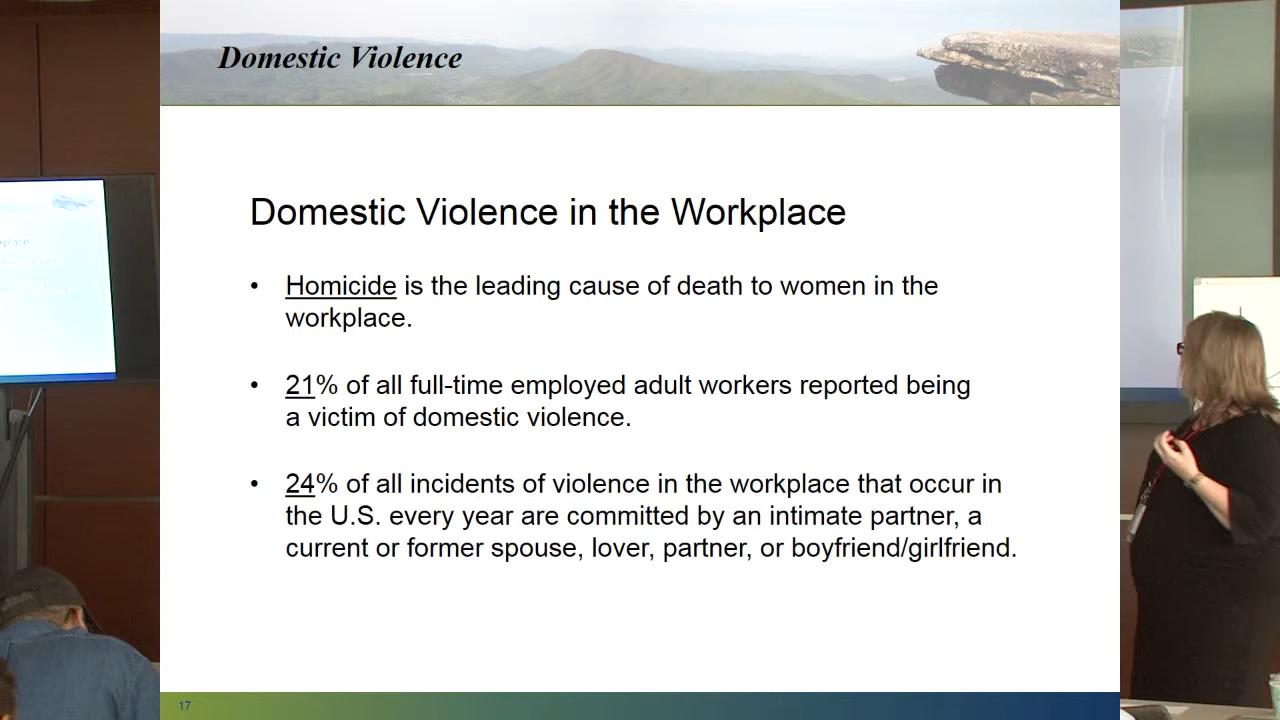 Domestic Violence
Domestic Violence in the Workplace
• Homicide is the leading cause of death to women in the
workplace.
• 21% of all full-time employed adult workers reported being
a victim of domestic violence.
• 24% of all incidents of violence in the workplace that occur in
the U.S. every year are committed by an intimate partner, a
current or former spouse, lover, partner, or boyfriend/girlfriend.
17